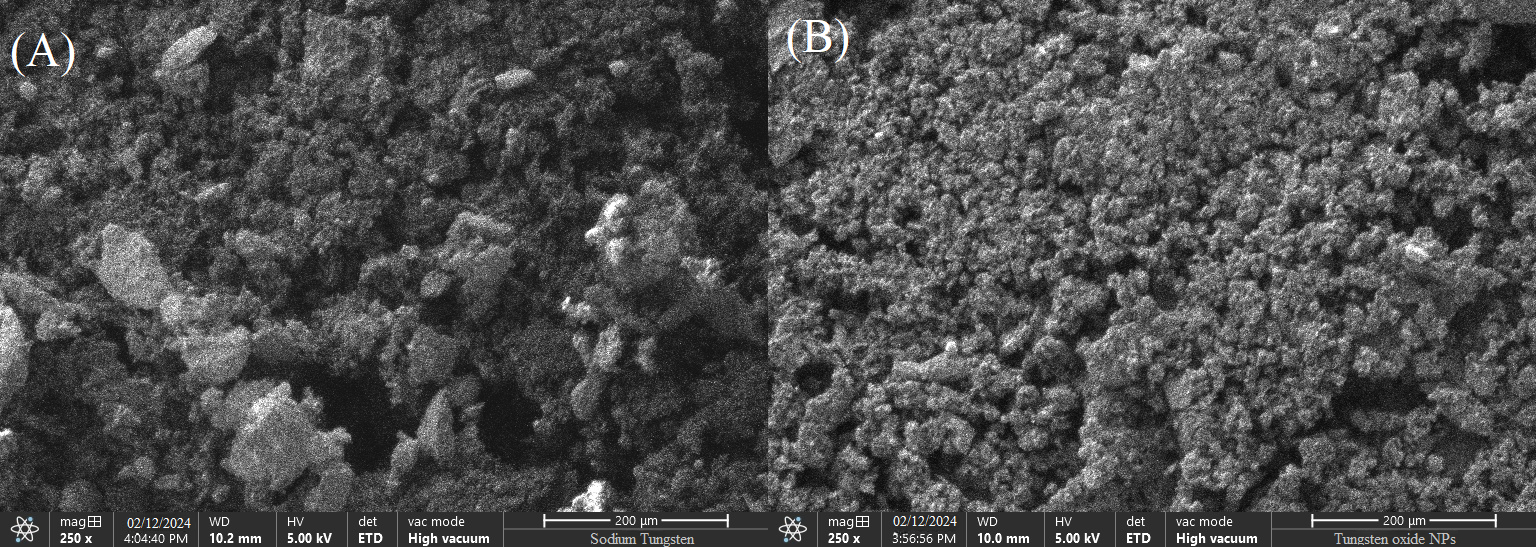 (A)
(B)
mag 02/12/2024 WD HV det vac mode 200 µm
250 x 4:04:40 PM 10.2 mm 5.00 kV ETD High vacuum Sodium Tungsten
mag 02/12/2024 WD HV det vac mode 200 µm
250 x 3:56:56 PM 10.0 mm 5.00 kV ETD High vacuum Tungsten oxide NPs